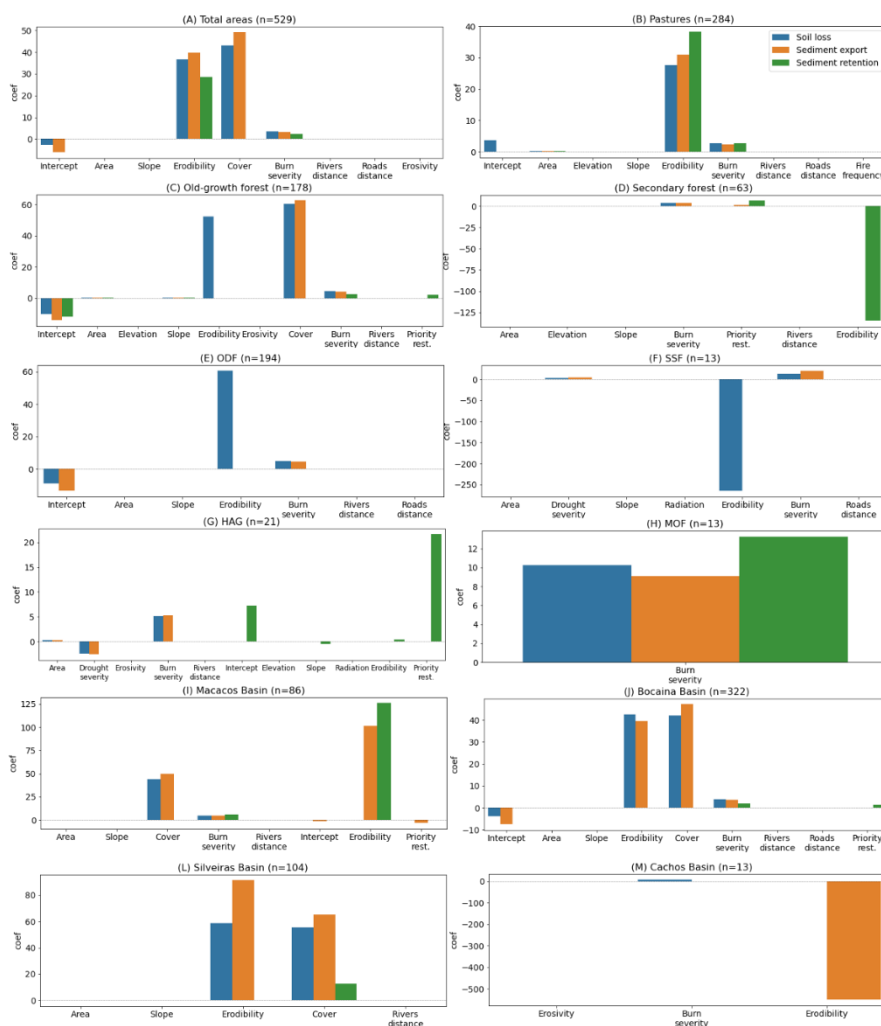 (A) Total areas (n=529)
50
40
30
20
10
0
coef
Intercept Area Slope Erodibility Cover Burn severity Rivers distance Roads distance Erosivity
(B) Pastures (n=284)
40
30
20
10
0
coef
Soil loss
Sediment export
Sediment retention
Intercept Area Elevation Slope Erodibility Burn severity Rivers distance Roads distance Fire frequency
(C) Old-growth forest (n=178)
60
40
20
0
coef
Intercept Area Elevation Slope Erodibility Erosivity Cover Burn severity Rivers distance Priority rest.
(D) Secondary forest (n=63)
0
−25
−50
−75
−100
−125
coef
Area Elevation Slope Burn severity Priority rest. Rivers distance Erodibility
(E) ODF (n=194)
60
40
20
0
coef
Intercept Area Slope Erodibility Burn severity Rivers distance Roads distance
(F) SSF (n=13)
0
−50
−100
−150
−200
−250
coef
Area Drought severity Slope Radiation Erodibility Burn severity Roads distance
(G) HAG (n=21)
20
15
10
5
0
coef
Area Drought severity Erosivity Burn severity Rivers distance Intercept Elevation Slope Radiation Erodibility Priority rest.
(H) MOF (n=13)
12
10
8
6
4
2
0
coef
Burn severity
(I) Macacos Basin (n=86)
125
100
75
50
25
0
coef
Area Slope Cover Burn severity Rivers distance Intercept Erodibility Priority rest.
(J) Bocaina Basin (n=322)
40
30
20
10
0
−10
coef
Intercept Area Slope Erodibility Cover Burn severity Rivers distance Roads distance Priority rest.
(L) Silveiras Basin (n=104)
80
60
40
20
0
coef
Area Slope Erodibility Cover Rivers distance
(M) Cachos Basin (n=13)
0
−100
−200
−300
−400
−500
coef
Erosivity Burn severity Erodibility